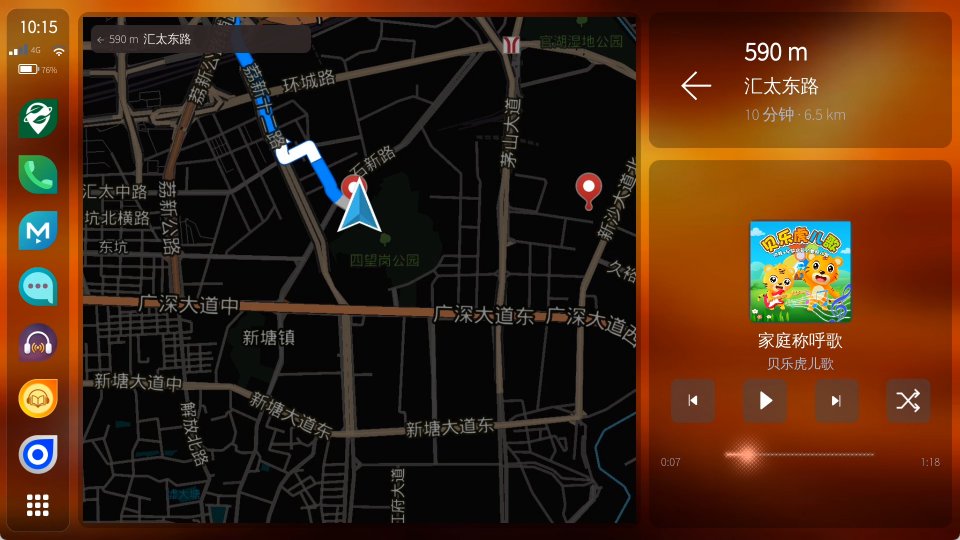 10:15
4G
76%
← 590 m 汇太东路
荔新公路
环城路
官湖湿地公园
茅山大道
石新路
汇太中路
坑北横路
东坑
荔新公路
新沙大道北
四望岗公园
广深大道中
广深大道东
广深大道西
新塘镇
新塘大道中
新塘大道东
新塘大道东
解放北路
590 m
汇太东路
10 分钟 · 6.5 km
贝乐虎儿歌
家庭称呼歌
贝乐虎儿歌
0:07
1:18